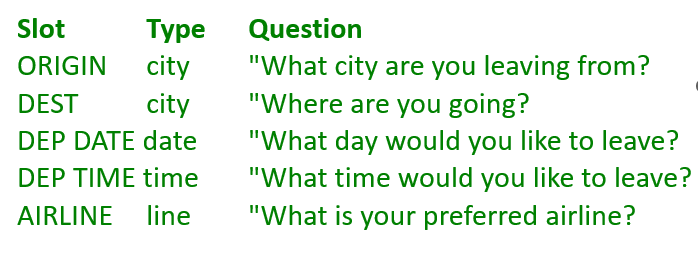 Slot Type Question
ORIGIN city "What city are you leaving from?
DEST city "Where are you going?
DEP DATE date "What day would you like to leave?
DEP TIME time "What time would you like to leave?
AIRLINE line "What is your preferred airline?